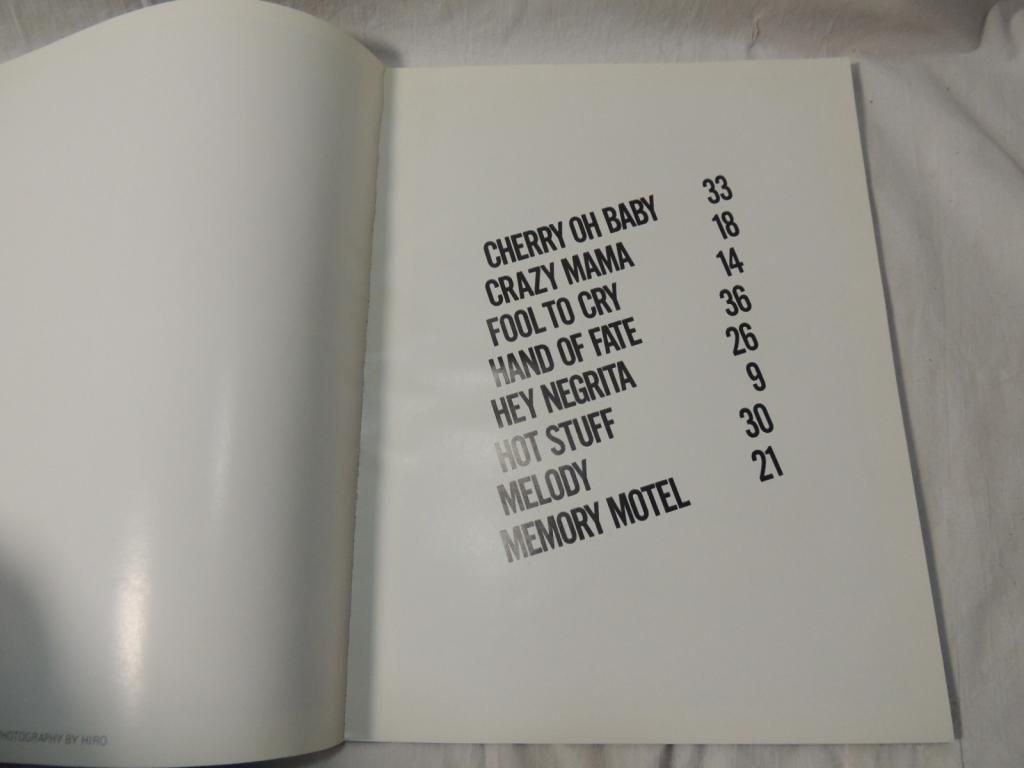 CHERRY OH BABY 33
CRAZY MAMA 18
FOOL TO CRY 14
HAND OF FATE 36
HEY NEGRITA 26
HOT STUFF 9
MELODY 30
MEMORY MOTEL 21
PHOTOGRAPHY BY HIRO